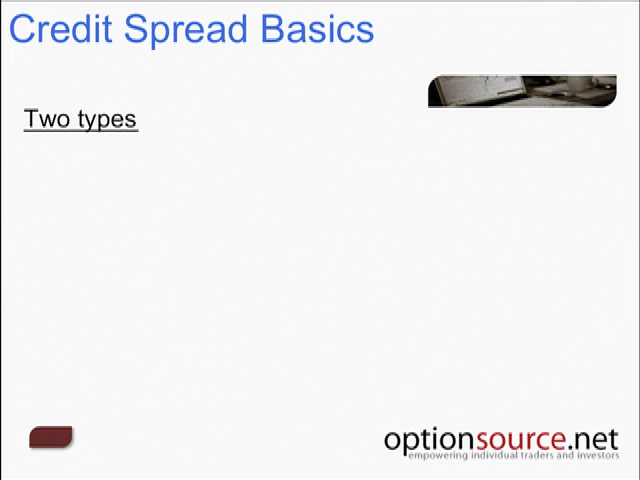 Credit Spread Basics
Two types
optionsource.net
empowering individual traders and investors